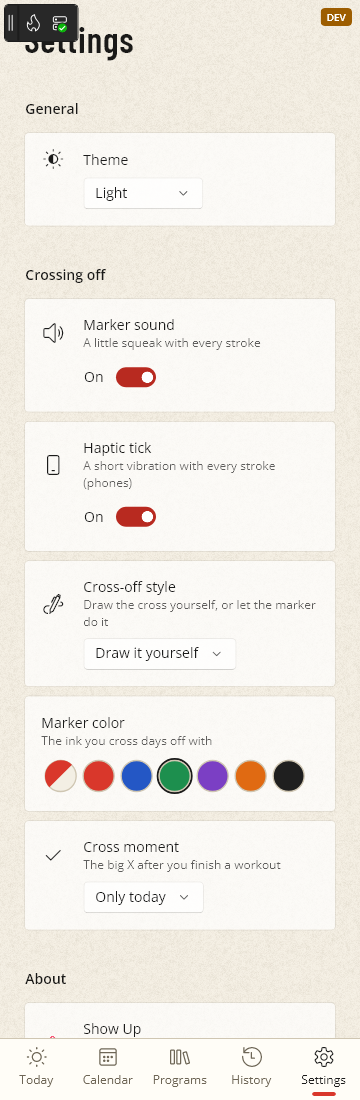 DEV
Settings
General
Theme
Light
Crossing off
Marker sound
A little squeak with every stroke
On
Haptic tick
A short vibration with every stroke
(phones)
On
Cross-off style
Draw the cross yourself, or let the marker
do it
Draw it yourself
Marker color
The ink you cross days off with
Cross moment
The big X after you finish a workout
Only today
About
Show Up
Today
Calendar
Programs
History
Settings